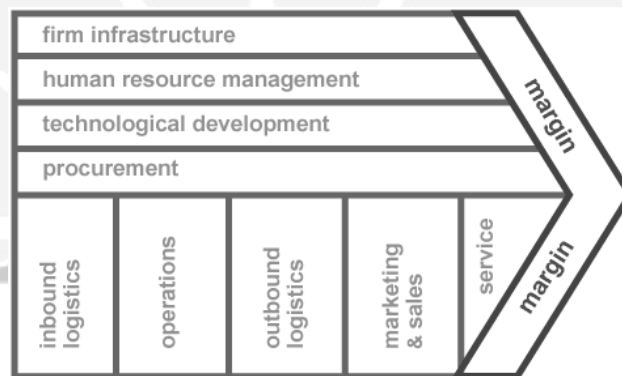 firm infrastructure
human resource management
technological development
procurement
inbound
logistics
operations
outbound
logistics
marketing
& sales
service
margin
margin